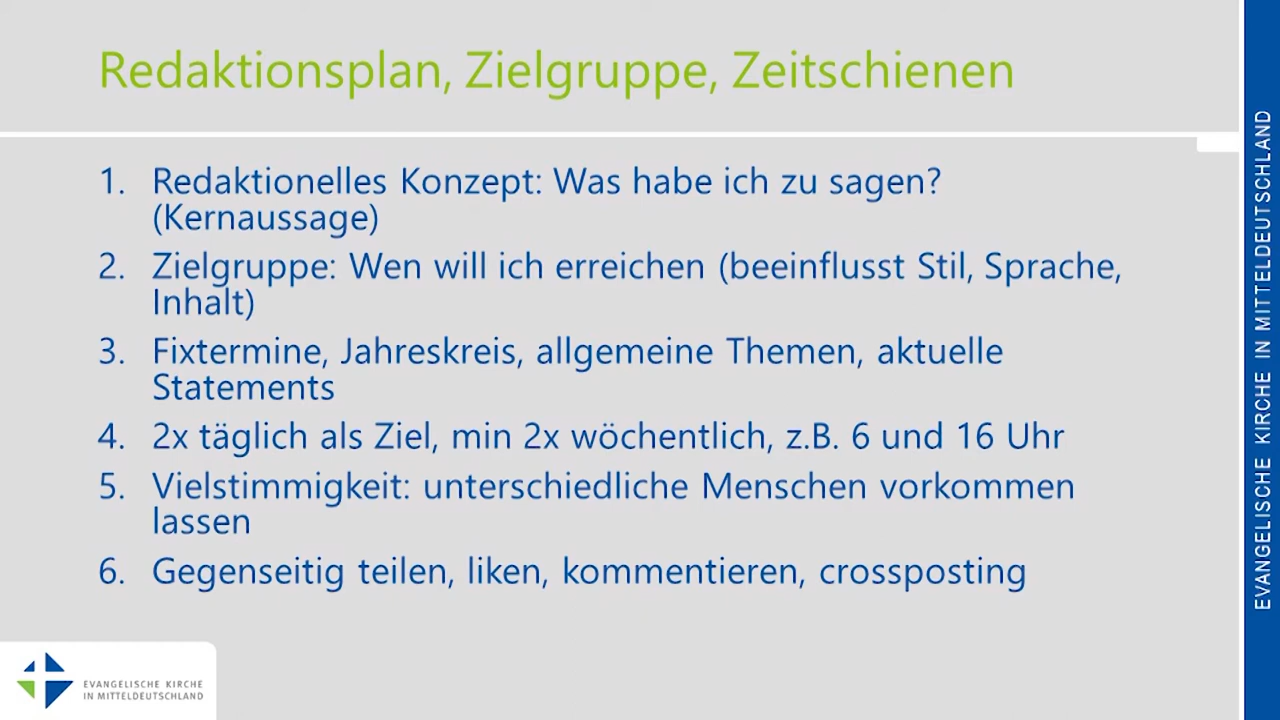 Redaktionsplan, Zielgruppe, Zeitschienen
1. Redaktionelles Konzept: Was habe ich zu sagen?
(Kernaussage)
2. Zielgruppe: Wen will ich erreichen (beeinflusst Stil, Sprache,
Inhalt)
3. Fixtermine, Jahreskreis, allgemeine Themen, aktuelle
Statements
4. 2x täglich als Ziel, min 2x wöchentlich, z.B. 6 und 16 Uhr
5. Vielstimmigkeit: unterschiedliche Menschen vorkommen
lassen
6. Gegenseitig teilen, liken, kommentieren, crossposting
EVANGELISCHE KIRCHE
IN MITTELDEUTSCHLAND
EVANGELISCHE KIRCHE IN MITTELDEUTSCHLAND